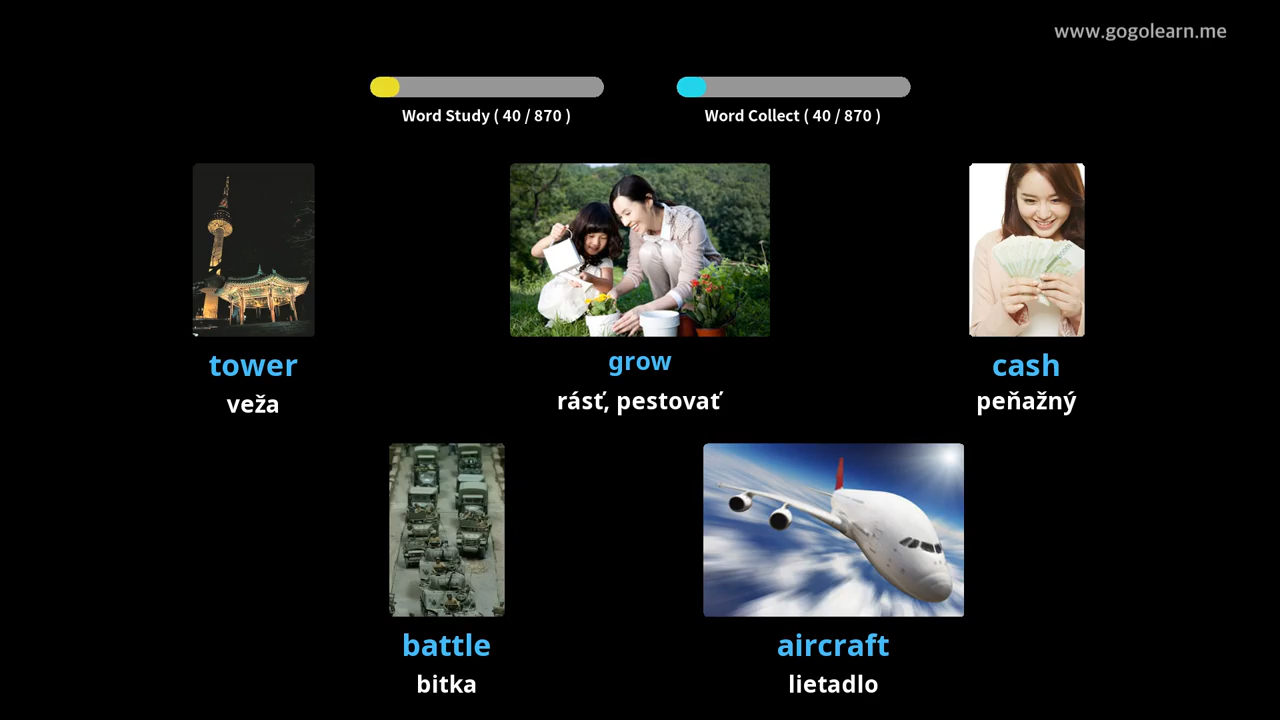 www.gogolearn.me
Word Study ( 40 / 870 )
Word Collect ( 40 / 870 )
tower
grow
cash
veža
rásť, pestovať
peňažný
battle
aircraft
bitka
lietadlo